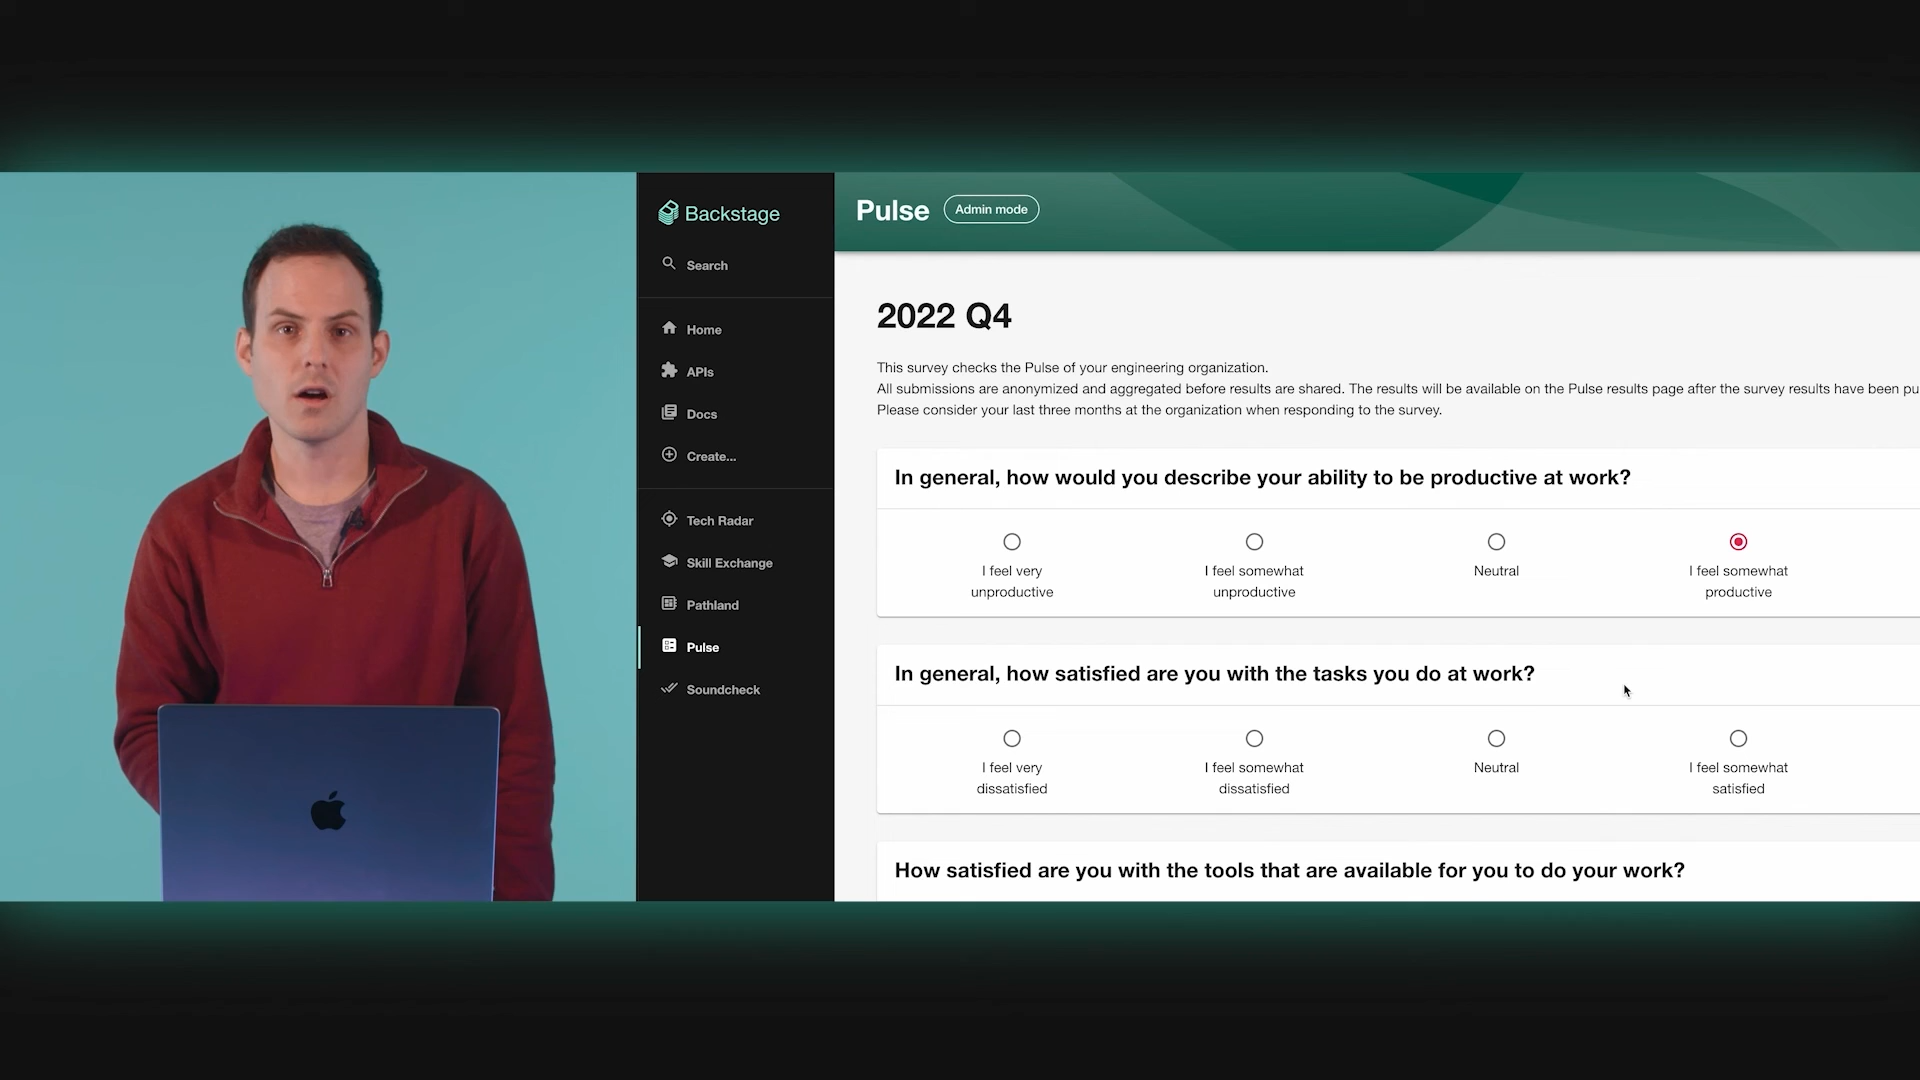 Backstage
Search
Home
APIs
Docs
Create...
Tech Radar
Skill Exchange
Pathland
Pulse
Soundcheck
Pulse
Admin mode
2022 Q4
This survey checks the Pulse of your engineering organization.
All submissions are anonymized and aggregated before results are shared. The results will be available on the Pulse results page after the survey results have been pu
Please consider your last three months at the organization when responding to the survey.
In general, how would you describe your ability to be productive at work?
I feel very
unproductive
I feel somewhat
unproductive
Neutral
I feel somewhat
productive
In general, how satisfied are you with the tasks you do at work?
I feel very
dissatisfied
I feel somewhat
dissatisfied
Neutral
I feel somewhat
satisfied
How satisfied are you with the tools that are available for you to do your work?